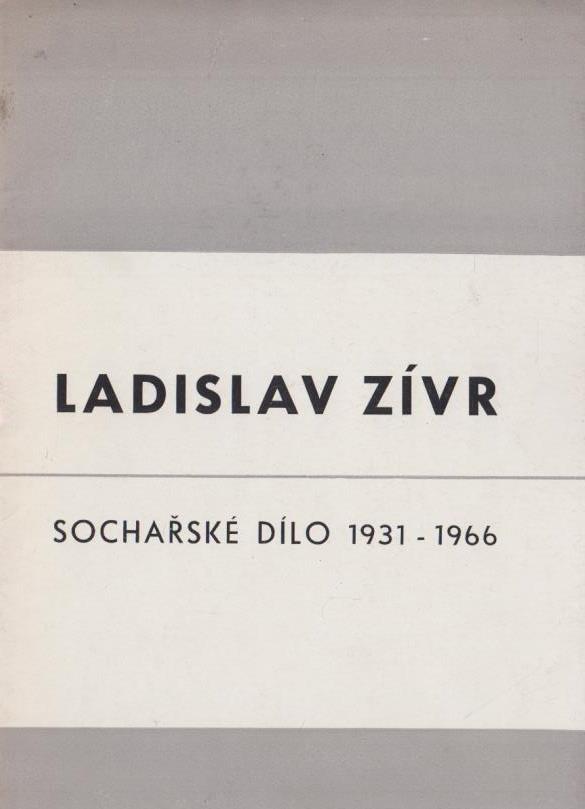 LADISLAV ZÍVR
SOCHAŘSKÉ DÍLO 1931 - 1966